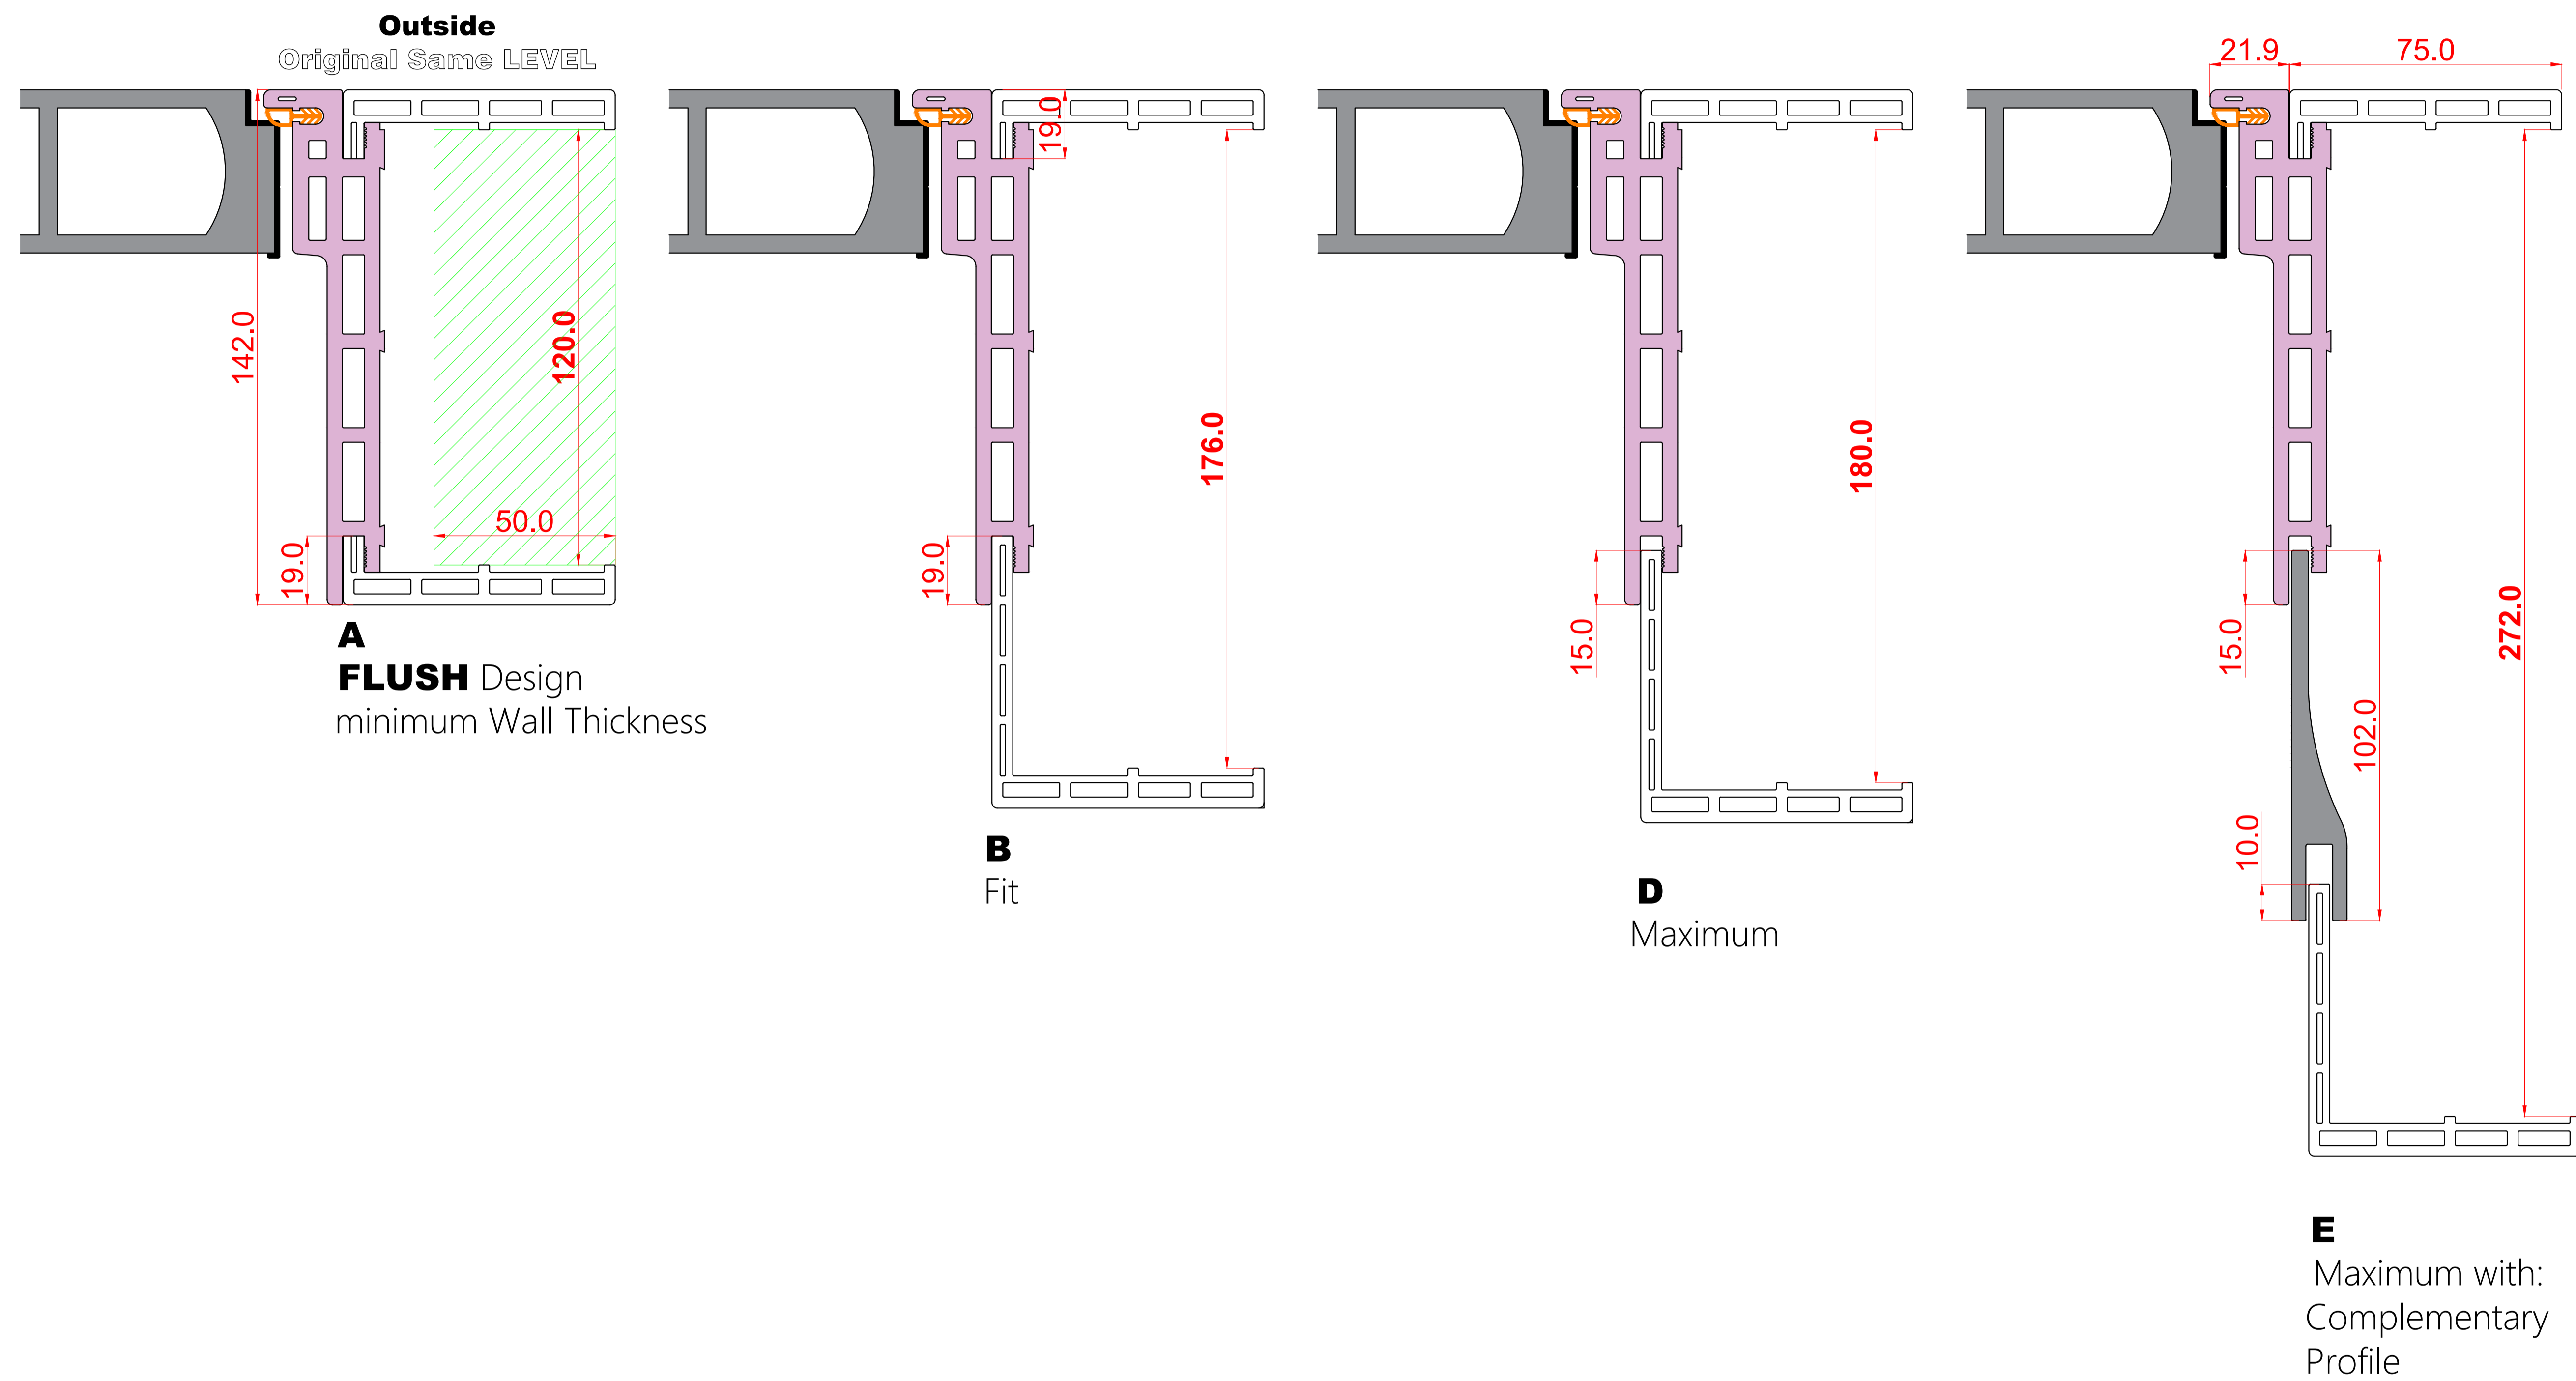 Outside
Original Same LEVEL
142.0
19.0
120.0
50.0
A
FLUSH Design
minimum Wall Thickness
19.0
19.0
176.0
B
Fit
15.0
180.0
D
Maximum
21.9
75.0
15.0
10.0
102.0
272.0
E
Maximum with:
Complementary
Profile